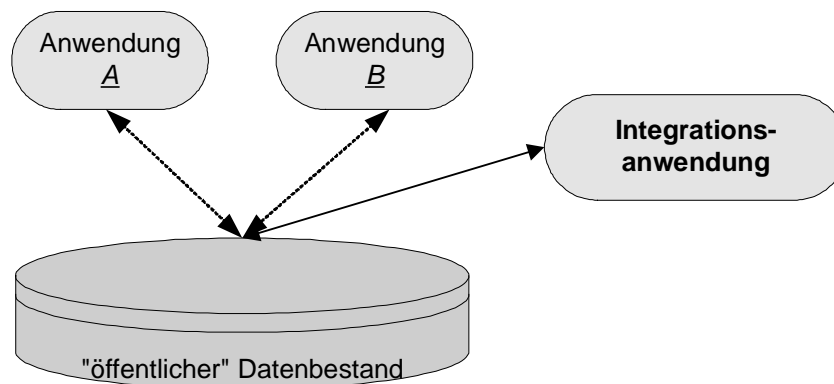 Anwendung
A
Anwendung
B
Integrations-
anwendung
"öffentlicher" Datenbestand